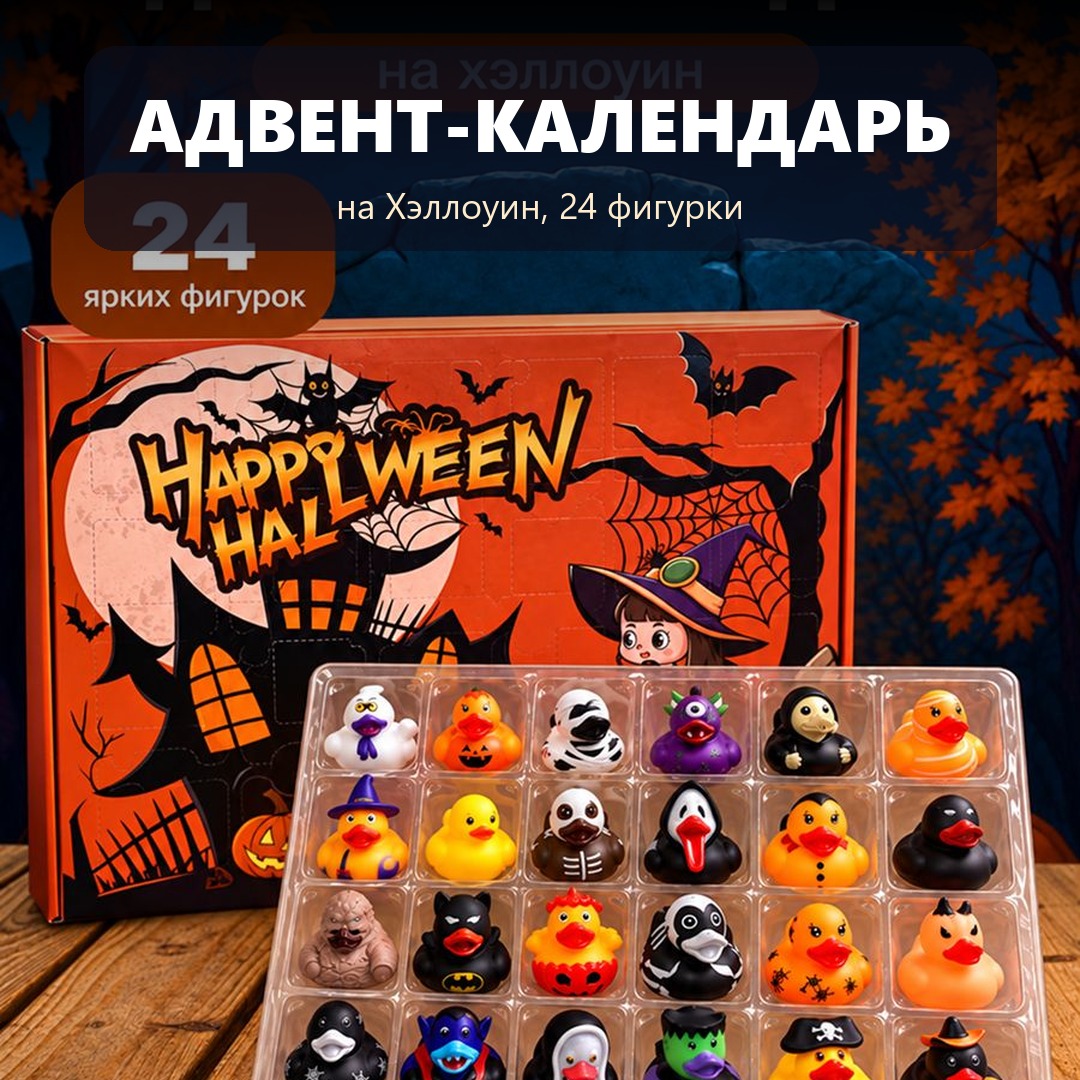 на хэллоуин
АДВЕНТ-КАЛЕНДАРЬ
на Хэллоуин, 24 фигурки
24
ярких фигурок
HAPPY
HALLWEEN